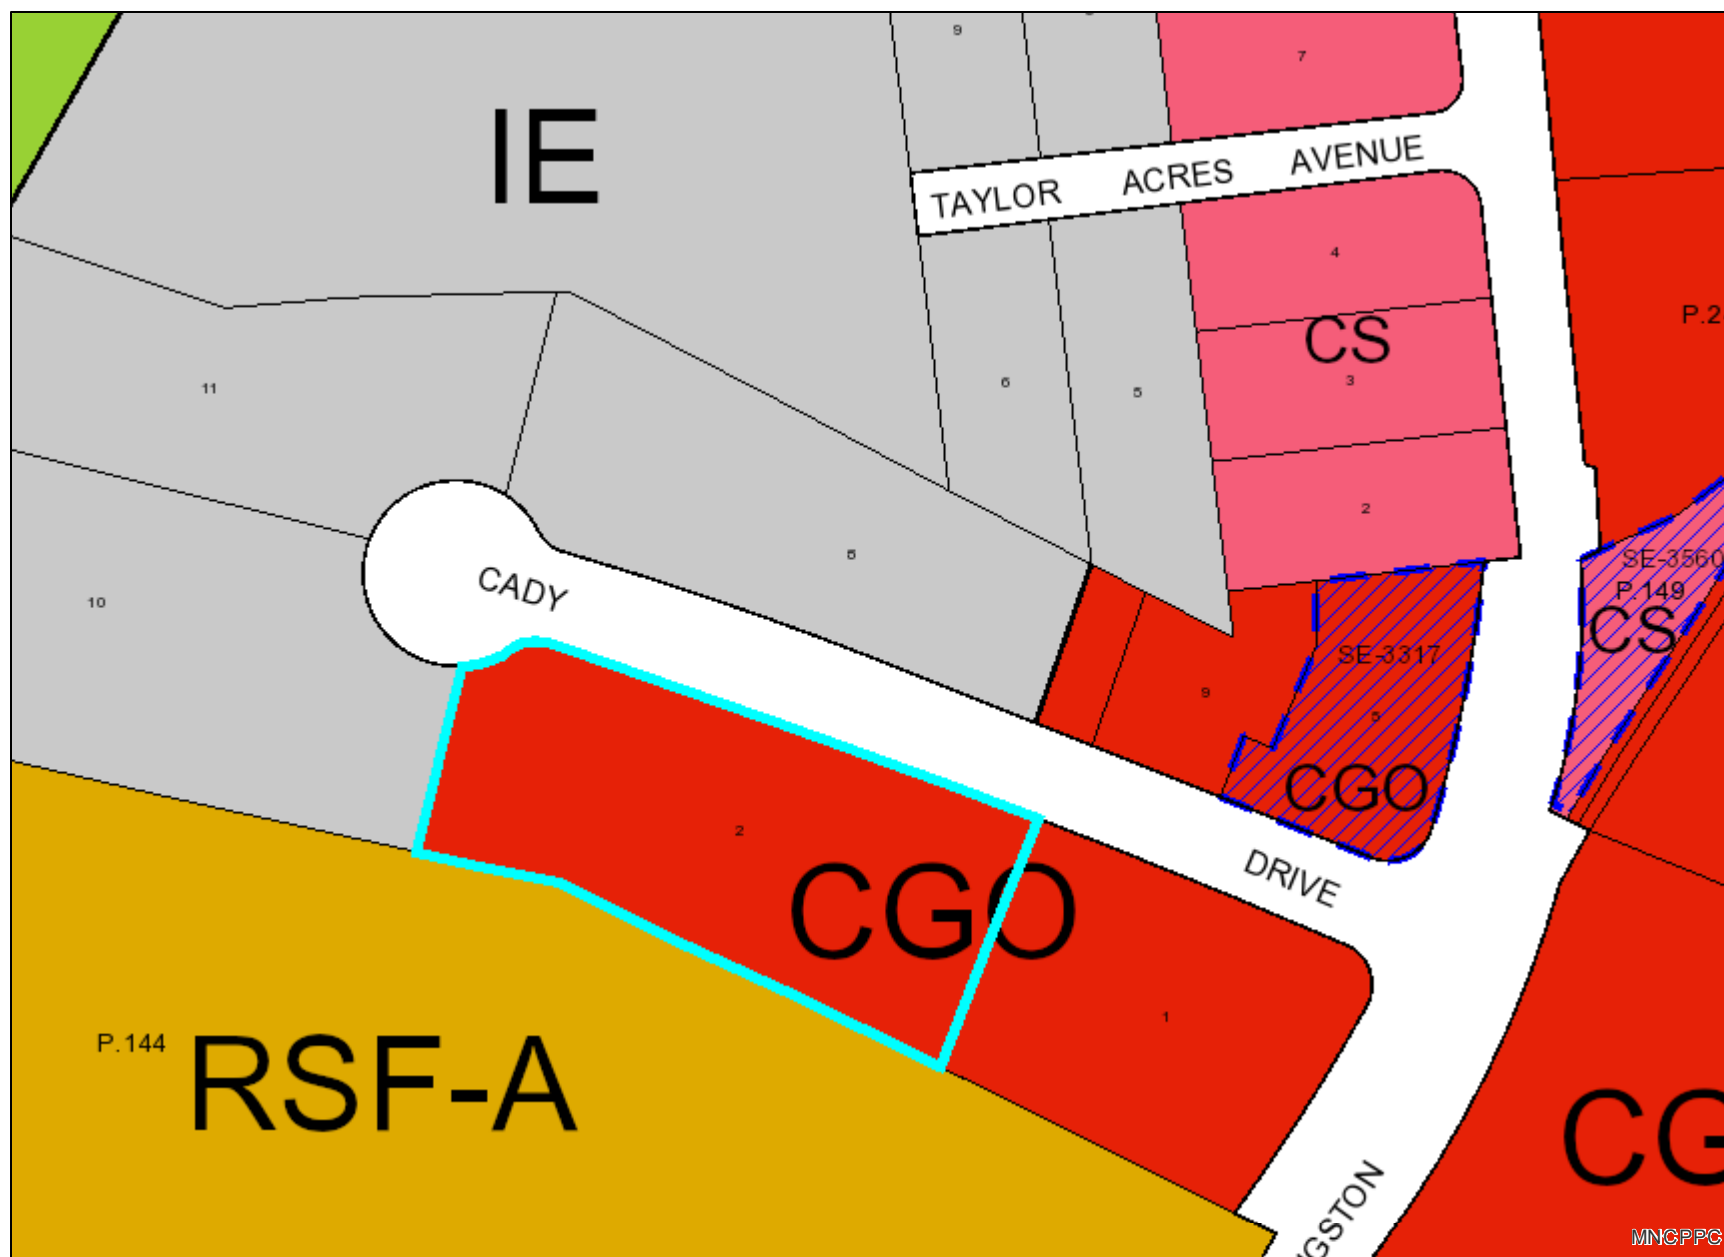 9
7
IE
TAYLOR ACRES AVENUE
4
P.2
CS
3
11
6
5
2
8
SE-3560
P.149
CS
CADY
10
SE-3317
9
5
CGO
2
DRIVE
CGO
1
P.144
RSF-A
CG
GSTON
MNCPPC